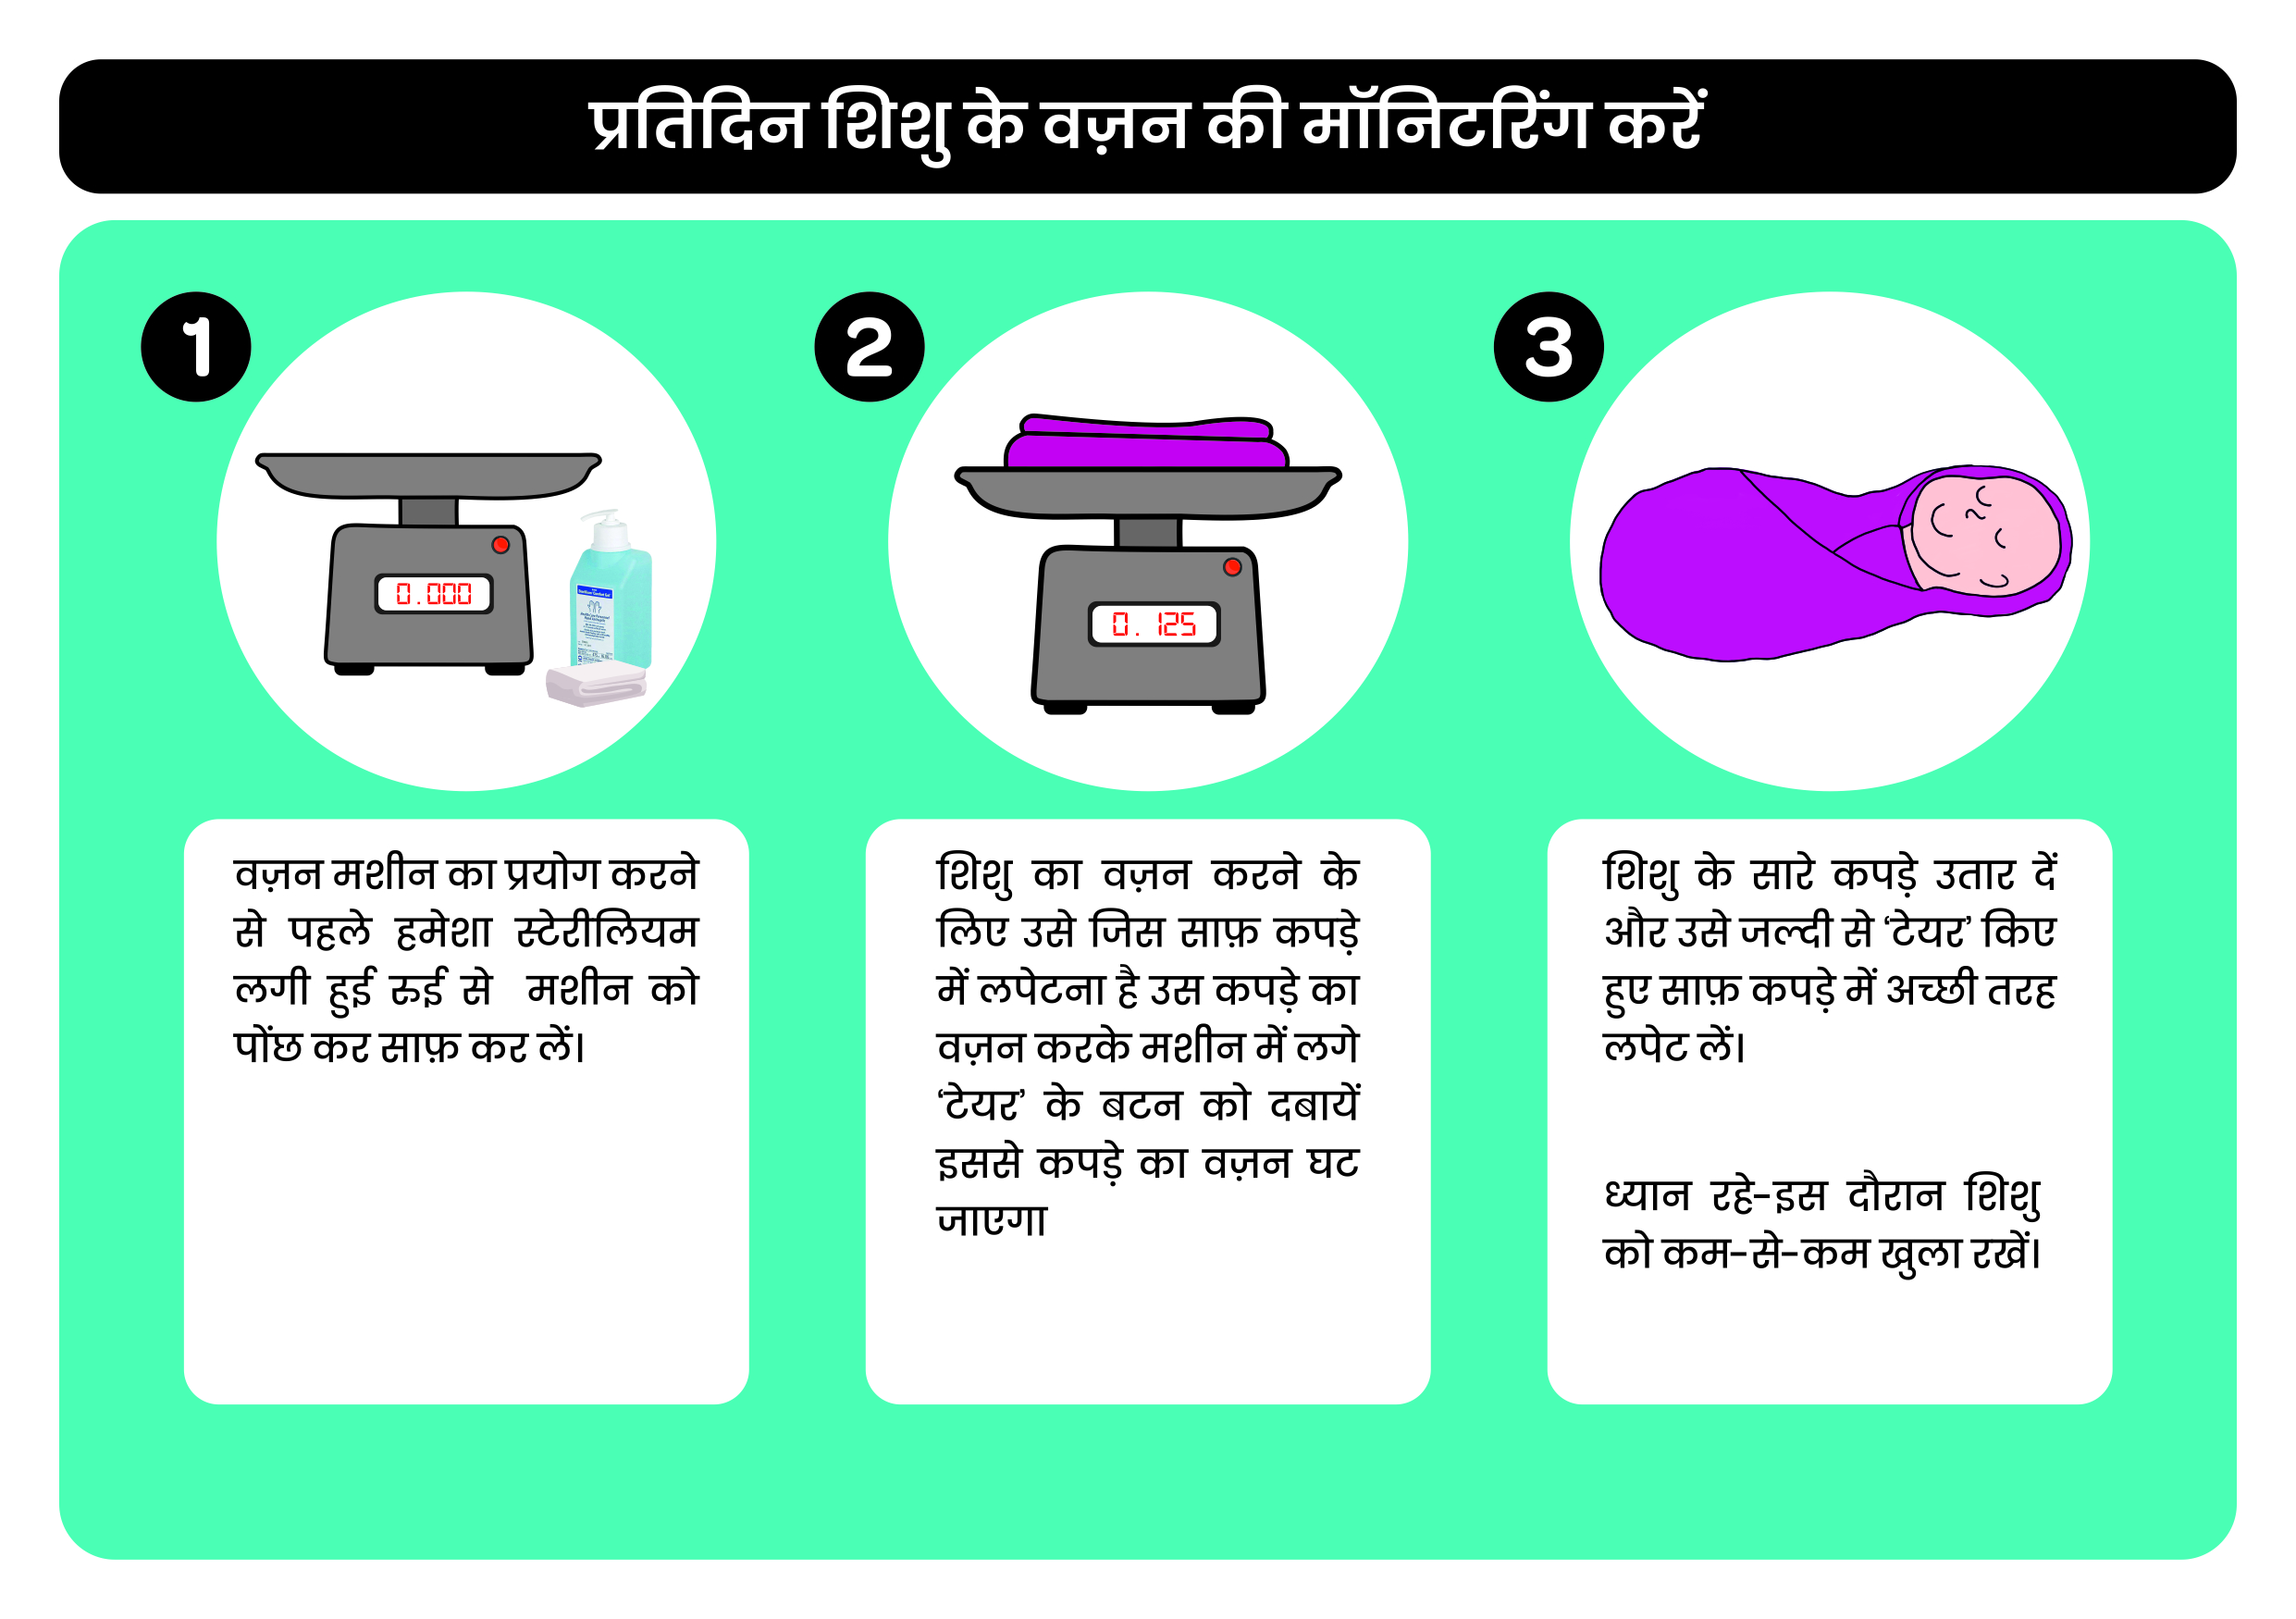 प्रतिदिन शिशु के वज़न की मॉनिटरिंग करें
1
0.000
वज़न मशीन का प्रयोग करने
से पहले हमेशा स्टेरीलियम
लगी हुई रुई से मशीन को
पोंछ कर साफ़ कर लें।
2
0.125
शिशु का वज़न करने के
लिए उसे जिस साफ़ कपड़े
में लपेटना है उस कपड़े का
वज़न करके मशीन में लगे
‘टेयर’ के बटन को दबायें
इससे कपड़े का वज़न घट
जाएगा
3
शिशु के सारे कपड़े उतार दें
और उसे जल्दी से ‘टेयर’ किए
हुए साफ़ कपड़े में अच्छी तरह
लपेट लें।
ध्यान रहे-इस दौरान शिशु
को कम-से-कम खुला रखें।